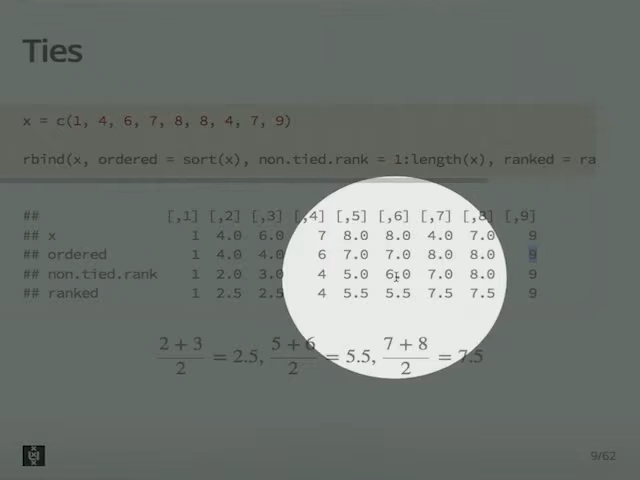 Ties
x = c(1, 4, 6, 7, 8, 8, 4, 7, 9)
rbind(x, ordered = sort(x), non.tied.rank = 1:length(x), ranked = ra
## [,1] [,2] [,3] [,4] [,5] [,6] [,7] [,8] [,9]
## x 1 4.0 6.0 7 8.0 8.0 4.0 7.0 9
## ordered 1 4.0 4.0 6 7.0 7.0 8.0 8.0 9
## non.tied.rank 1 2.0 3.0 4 5.0 6.0 7.0 8.0 9
## ranked 1 2.5 2.5 4 5.5 5.5 7.5 7.5 9
2 + 3 / 2 = 2.5, 5 + 6 / 2 = 5.5, 7 + 8 / 2 = 7.5
9/62